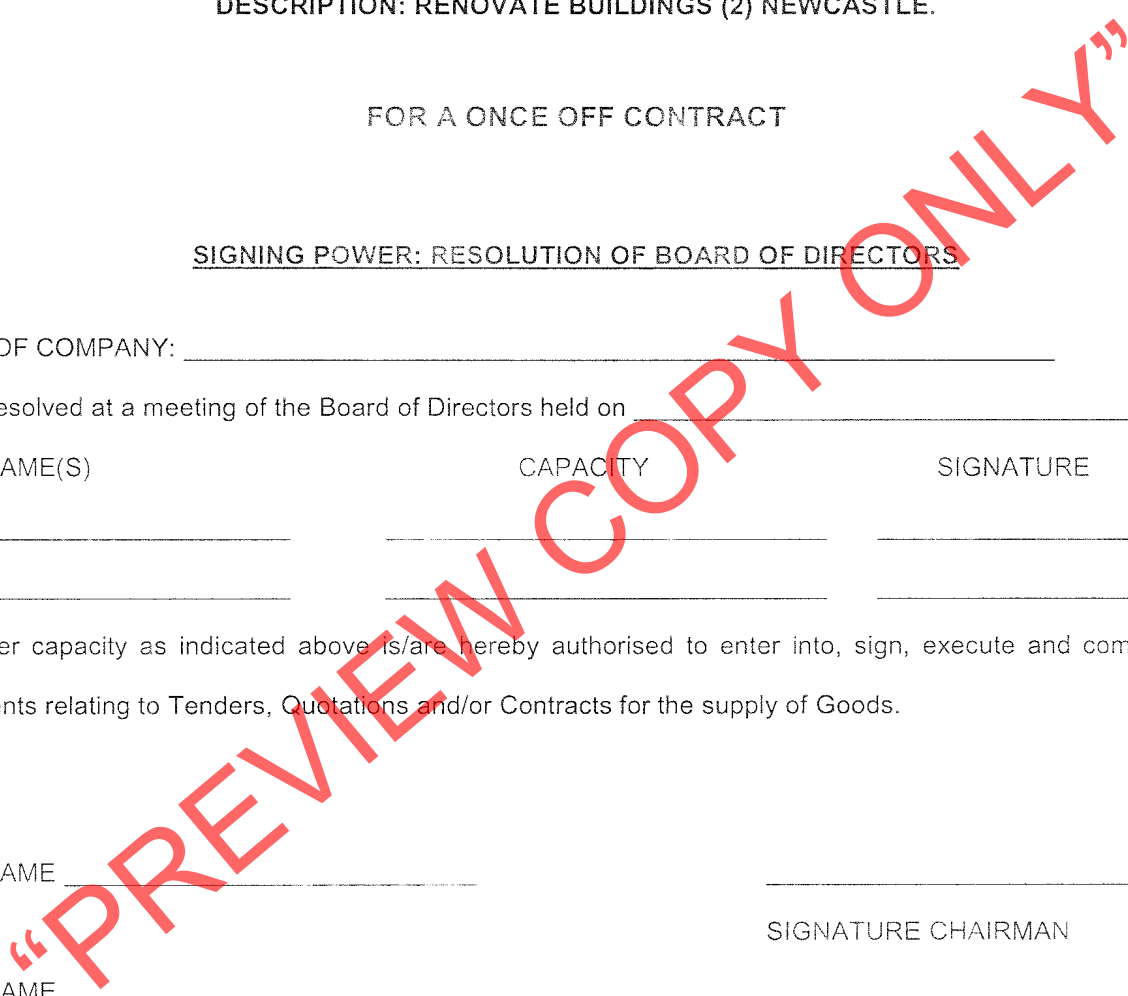 DESCRIPTION: RENOVATE BUILDINGS (2) NEWCASTLE.
FOR A ONCE OFF CONTRACT
SIGNING POWER: RESOLUTION OF BOARD OF DIRECTORS
OF COMPANY:
esolved at a meeting of the Board of Directors held on
AME(S) CAPACITY SIGNATURE
er capacity as indicated above is/are hereby authorised to enter into, sign, execute and com
ents relating to Tenders, Quotations and/or Contracts for the supply of Goods.
AME
SIGNATURE CHAIRMAN
AME
“PREVIEW COPY ONLY”